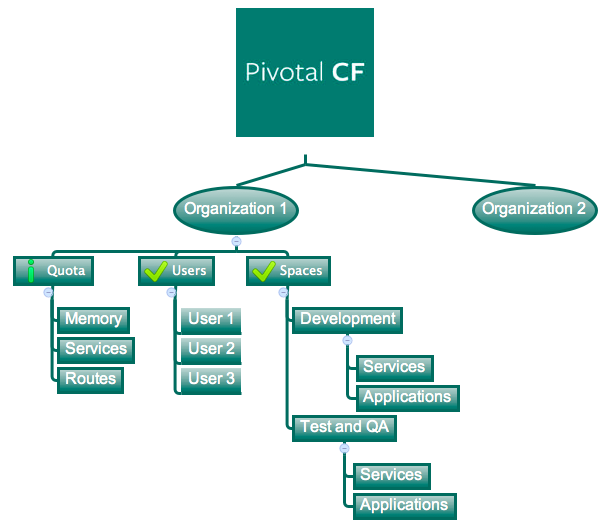 Pivotal CF
Organization 1
Organization 2
Quota
Users
Spaces
Memory
Services
Routes
User 1
User 2
User 3
Development
Services
Applications
Test and QA
Services
Applications